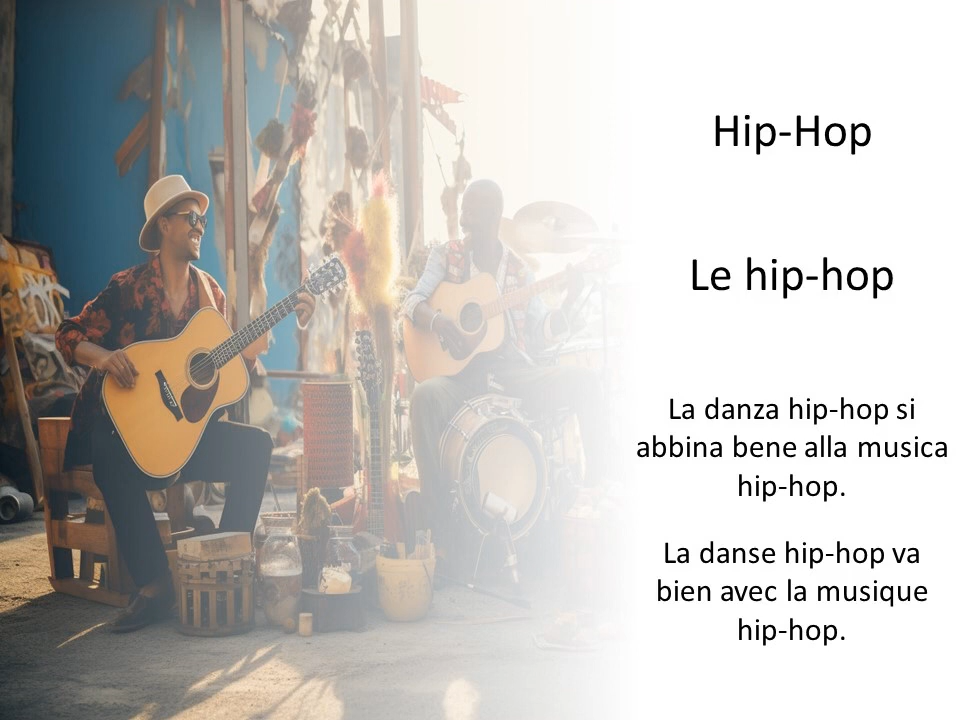 Hip-Hop
Le hip-hop
La danza hip-hop si
abbina bene alla musica
hip-hop.
La danse hip-hop va
bien avec la musique
hip-hop.